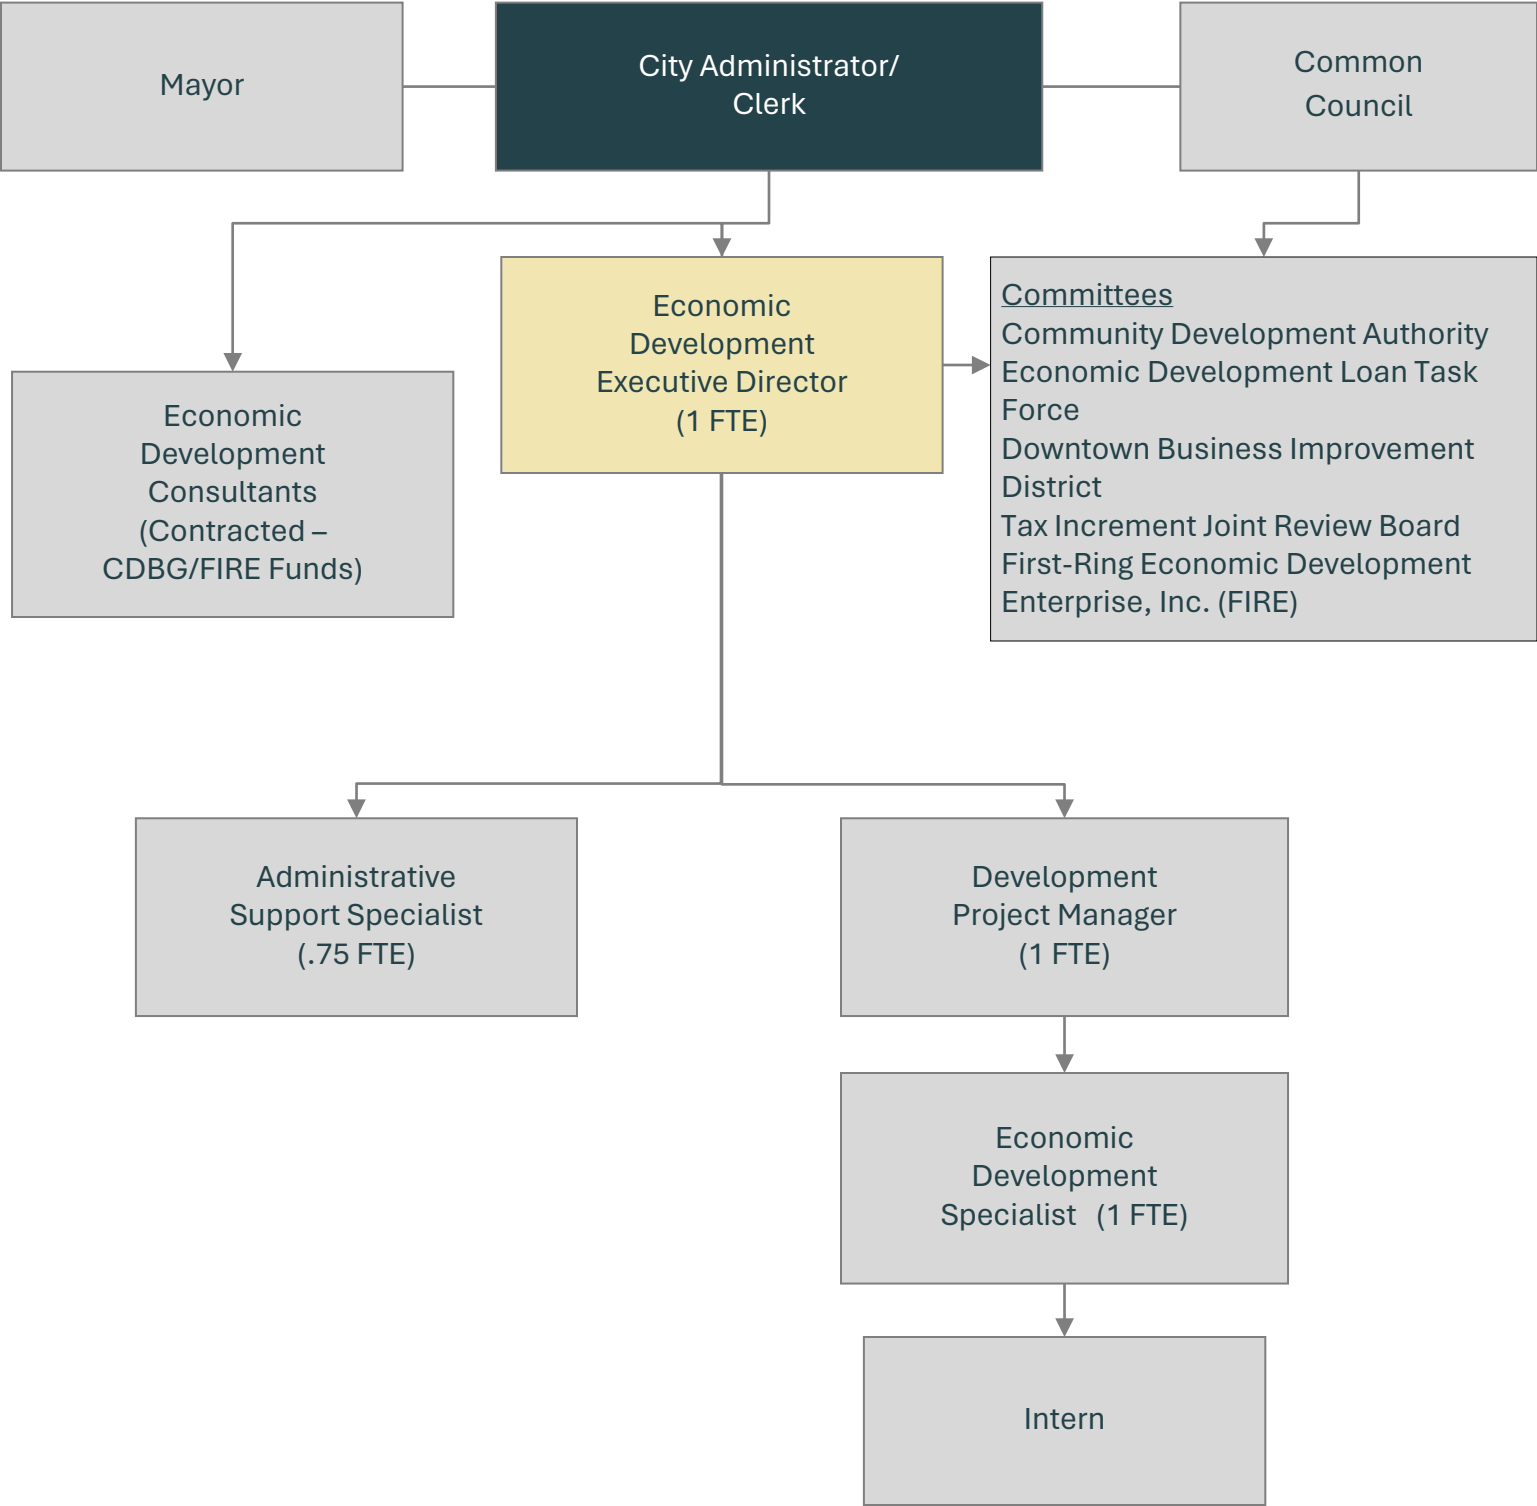 Mayor
City Administrator/
Clerk
Common
Council
Economic
Development
Executive Director
(1 FTE)
Committees
Community Development Authority
Economic Development Loan Task
Force
Downtown Business Improvement
District
Tax Increment Joint Review Board
First-Ring Economic Development
Enterprise, Inc. (FIRE)
Economic
Development
Consultants
(Contracted –
CDBG/FIRE Funds)
Administrative
Support Specialist
(.75 FTE)
Development
Project Manager
(1 FTE)
Economic
Development
Specialist (1 FTE)
Intern